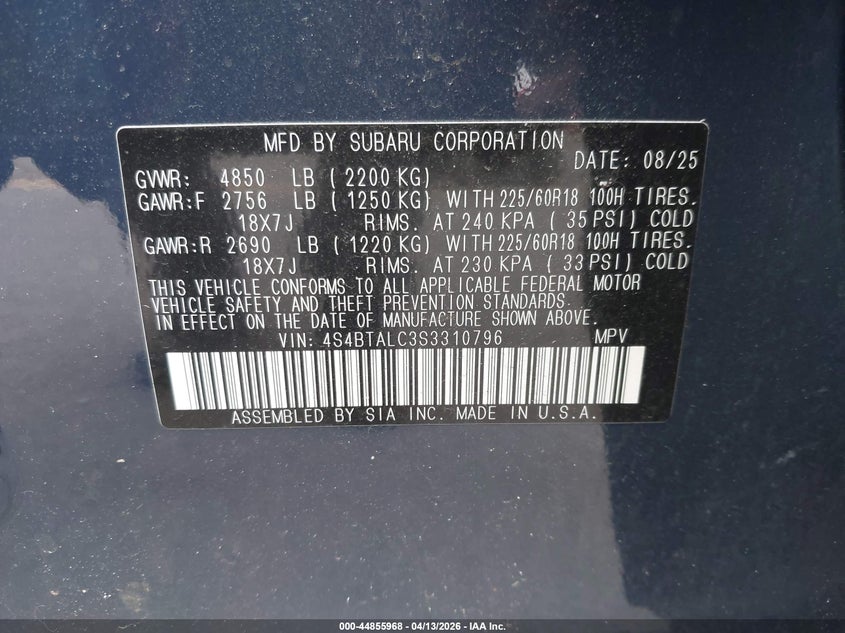 MFD BY SUBARU CORPORATION
DATE: 08/25
GVWR: 4850 LB ( 2200 KG)
GAWR:F 2756 LB ( 1250 KG) WITH 225/60R18 100H TIRES.
18X7J RIMS. AT 240 KPA ( 35 PSI) COLD
GAWR:R 2690 LB ( 1220 KG) WITH 225/60R18 100H TIRES.
18X7J RIMS. AT 230 KPA ( 33 PSI) COLD
THIS VEHICLE CONFORMS TO ALL APPLICABLE FEDERAL MOTOR
VEHICLE SAFETY AND THEFT PREVENTION STANDARDS.
IN EFFECT ON THE DATE OF MANUFACTURE SHOWN ABOVE.
VIN: 4S4BTALC3S3310796 MPV
ASSEMBLED BY SIA INC. MADE IN U.S.A.
000-44855968 - 04/13/2026 - IAA Inc.